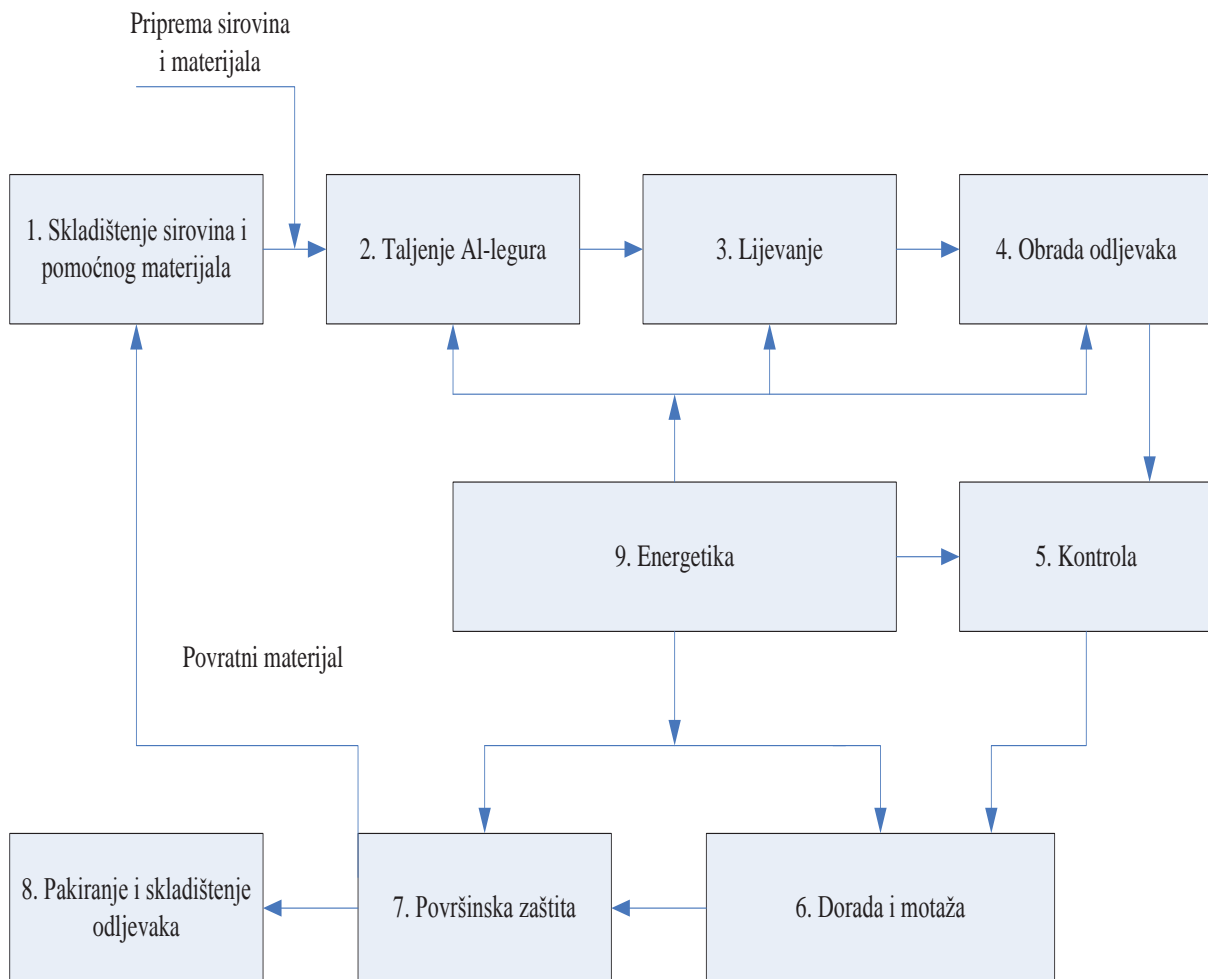 Priprema sirovina
i materijala
1. Skladištenje sirovina i
pomoćnog materijala
2. Taljenje Al-legura
3. Lijevanje
4. Obrada odljevaka
9. Energetika
5. Kontrola
Povratni materijal
8. Pakiranje i skladištenje
odljevaka
7. Površinska zaštita
6. Dorada i motaža